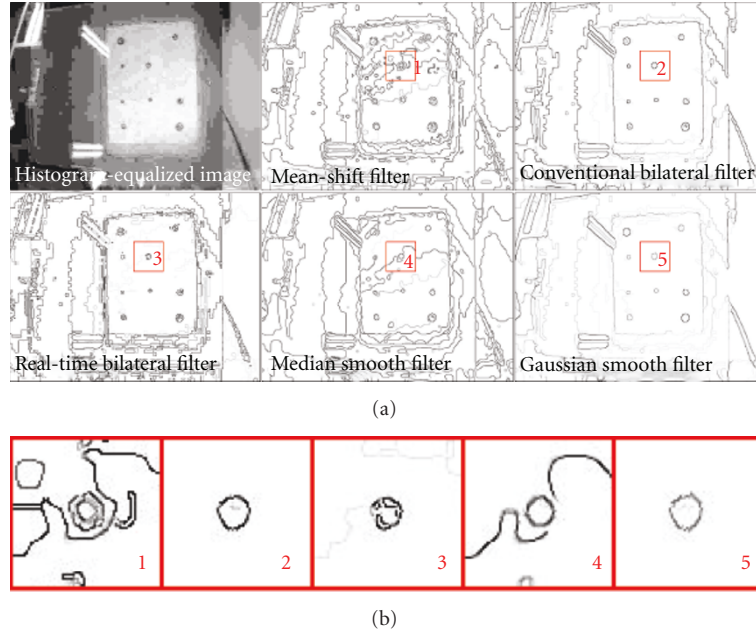 1
2
Histogram-equalized image
Mean-shift filter
Conventional bilateral filter
3
4
5
Real-time bilateral filter
Median smooth filter
Gaussian smooth filter
(a)
1
2
3
4
5
(b)